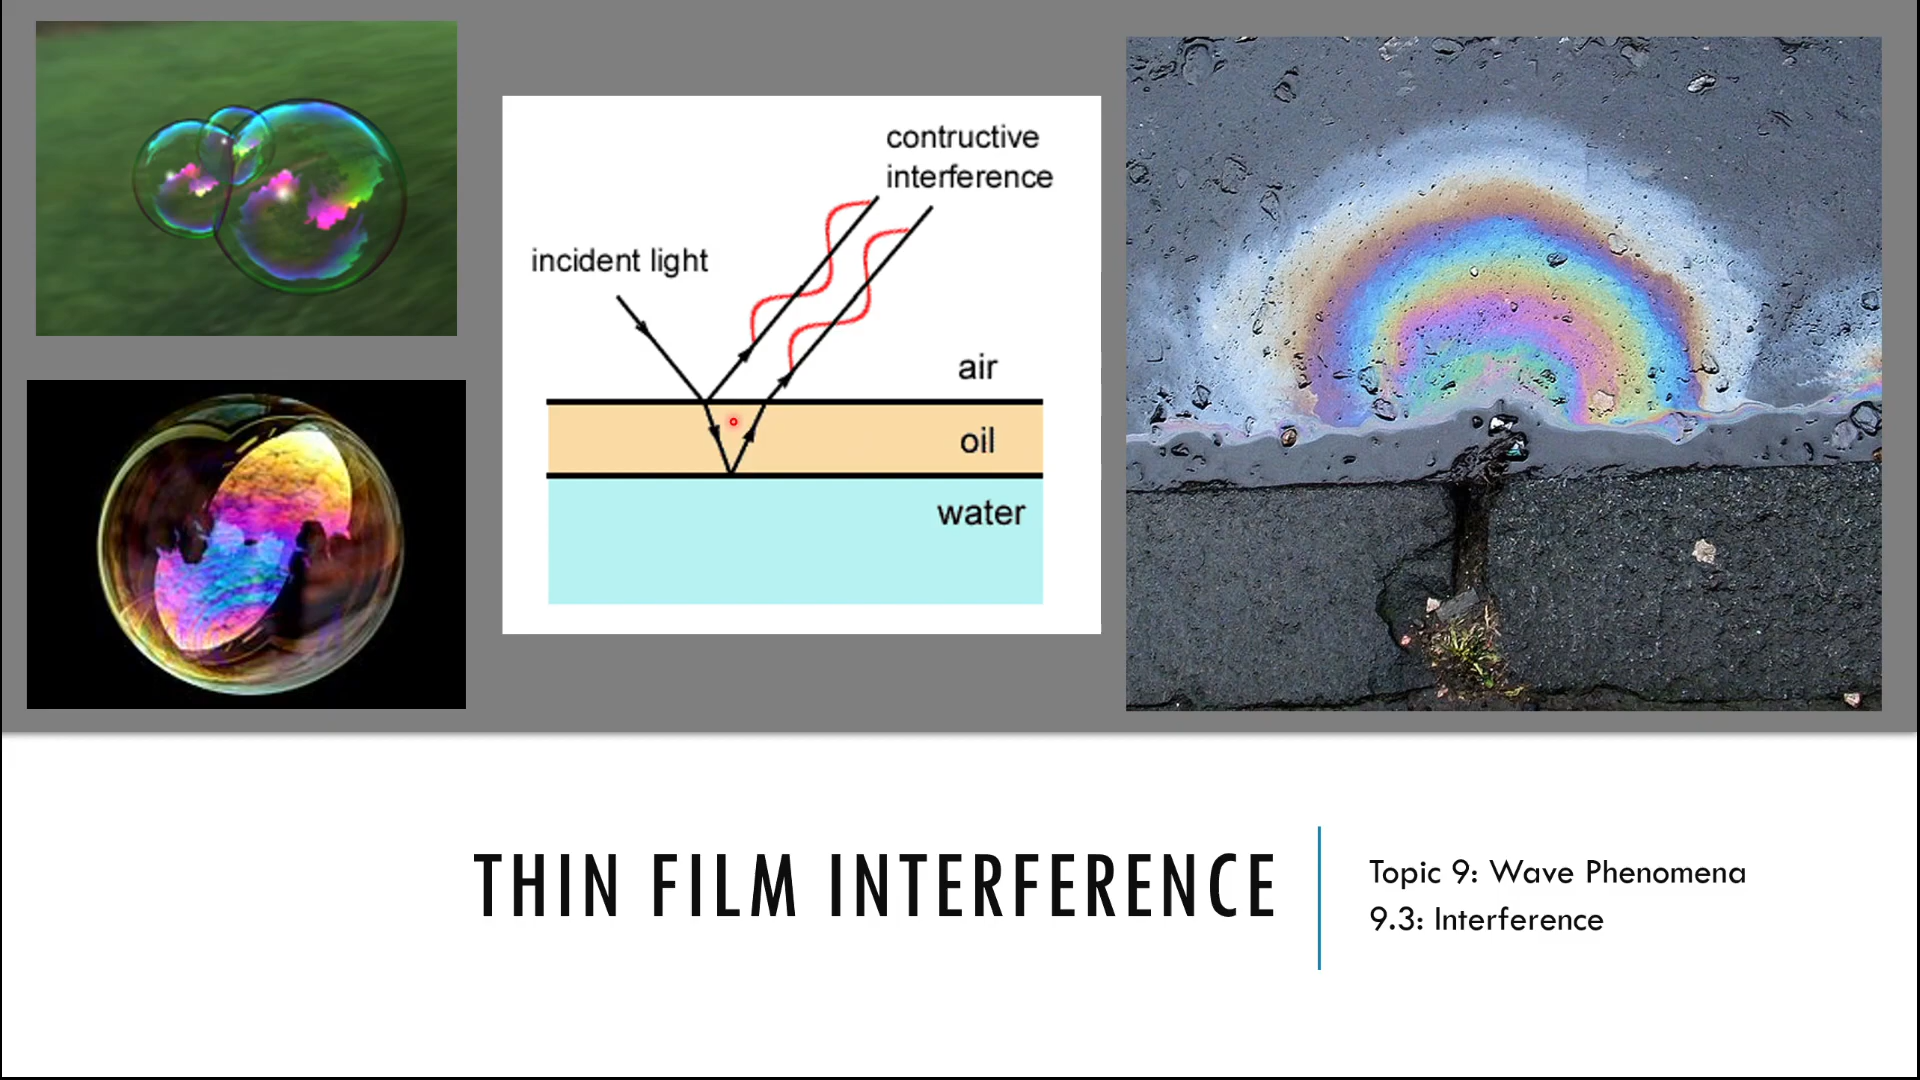 contructive
interference
incident light
air
oil
water
THIN FILM INTERFERENCE
Topic 9: Wave Phenomena
9.3: Interference